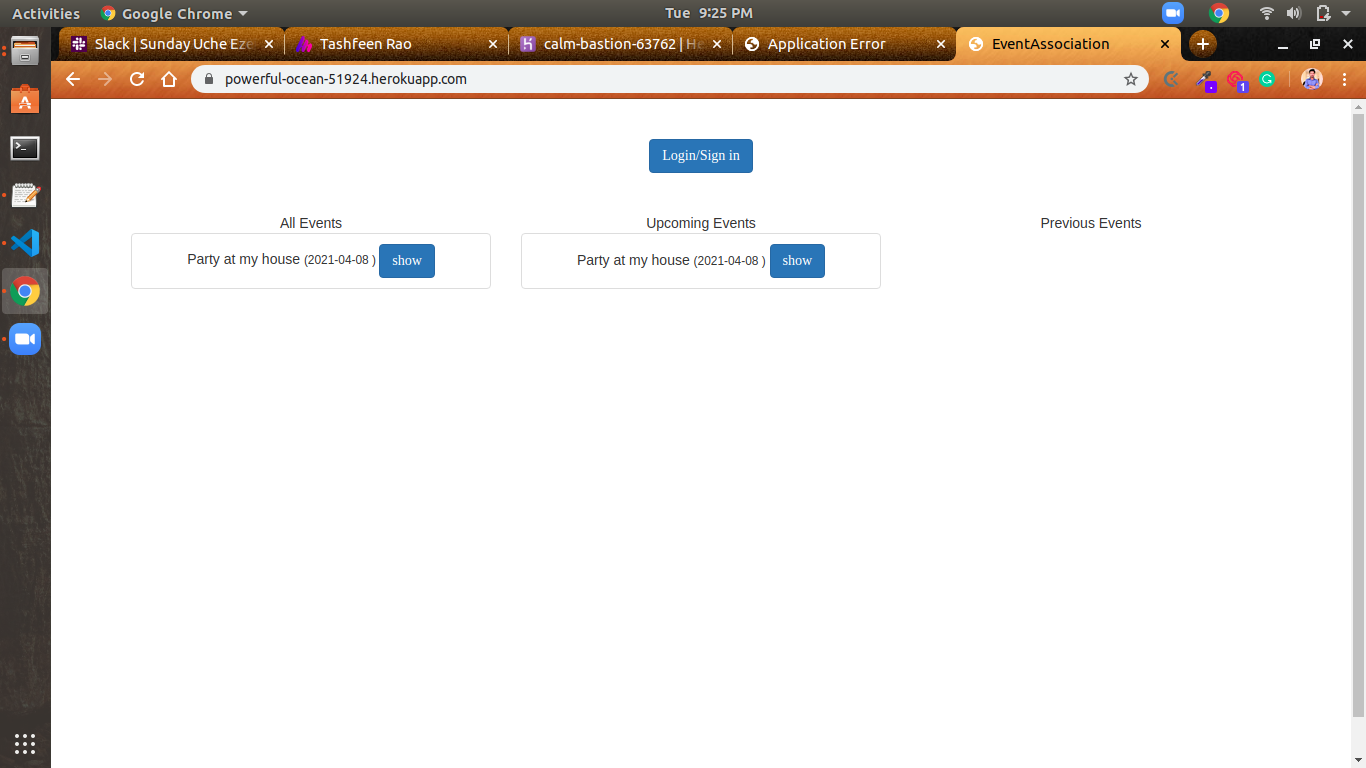 Activities Google Chrome Tue 9:25 PM
Slack | Sunday Uche Eze Tashfeen Rao calm-bastion-63762 | He Application Error EventAssociation
powerful-ocean-51924.herokuapp.com 1
Login/Sign in
All Events Upcoming Events Previous Events
Party at my house (2021-04-08 ) show Party at my house (2021-04-08 ) show